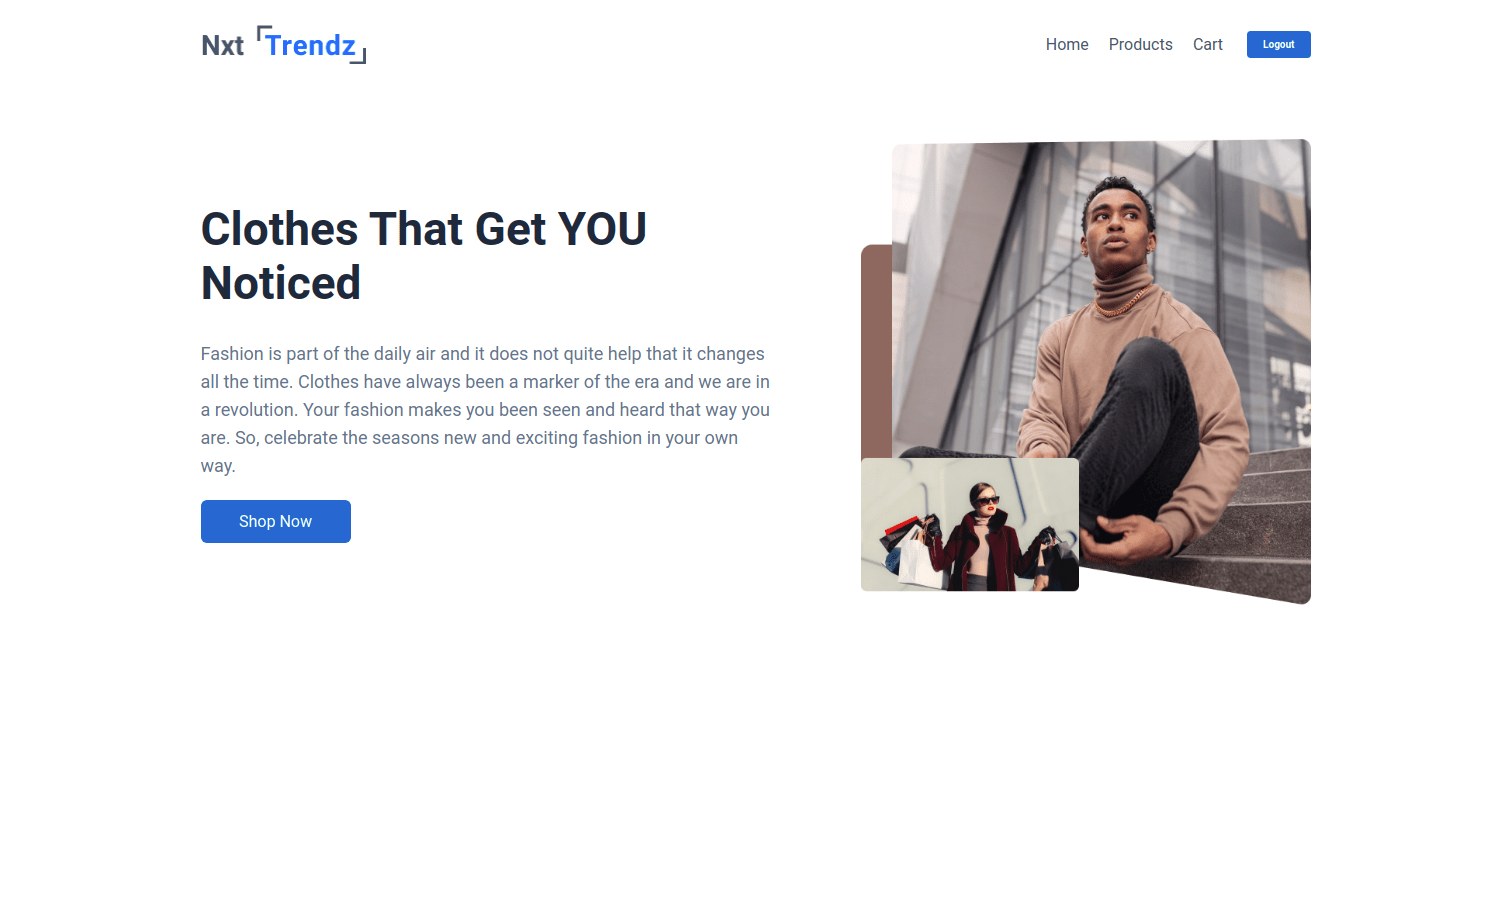 Nxt Trendz
Home Products Cart Logout
Clothes That Get YOU
Noticed
Fashion is part of the daily air and it does not quite help that it changes
all the time. Clothes have always been a marker of the era and we are in
a revolution. Your fashion makes you been seen and heard that way you
are. So, celebrate the seasons new and exciting fashion in your own
way.
Shop Now